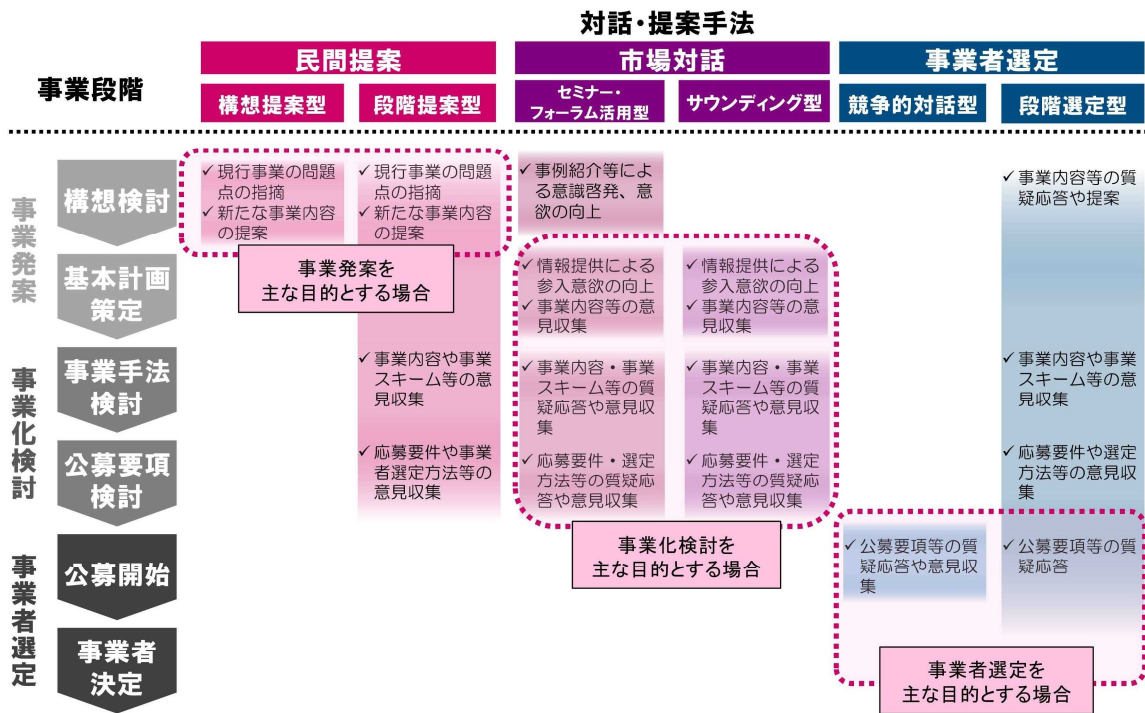 対話・提案手法
事業段階
民間提案
市場対話
事業者選定
構想提案型
段階提案型
セミナー・
フォーラム活用型
サウンディング型
競争的対話型
段階選定型
事業発案
構想検討
✓現行事業の問題
点の指摘
✓新たな事業内容
の提案
✓現行事業の問題
点の指摘
✓新たな事業内容
の提案
✓事例紹介等によ
る意識啓発、意
欲の向上
✓事業内容等の質
疑応答や提案
基本計画
策定
事業発案を
主な目的とする場合
✓情報提供による
参入意欲の向上
✓事業内容等の意
見収集
✓情報提供による
参入意欲の向上
✓事業内容等の意
見収集
事業化検討
事業手法
検討
✓事業内容や事業
スキーム等の意
見収集
✓事業内容・事業
スキーム等の質
疑応答や意見収
集
✓事業内容・事業
スキーム等の質
疑応答や意見収
集
✓事業内容や事業
スキーム等の意
見収集
公募要項
検討
✓応募要件や事業
者選定方法等の
意見収集
✓応募要件・選定
方法等の質疑応
答や意見収集
✓応募要件・選定
方法等の質疑応
答や意見収集
✓応募要件や選定
方法等の意見収
集
事業化検討を
主な目的とする場合
事業者選定
公募開始
✓公募要項等の質
疑応答や意見収
集
✓公募要項等の質
疑応答
事業者
決定
事業者選定を
主な目的とする場合